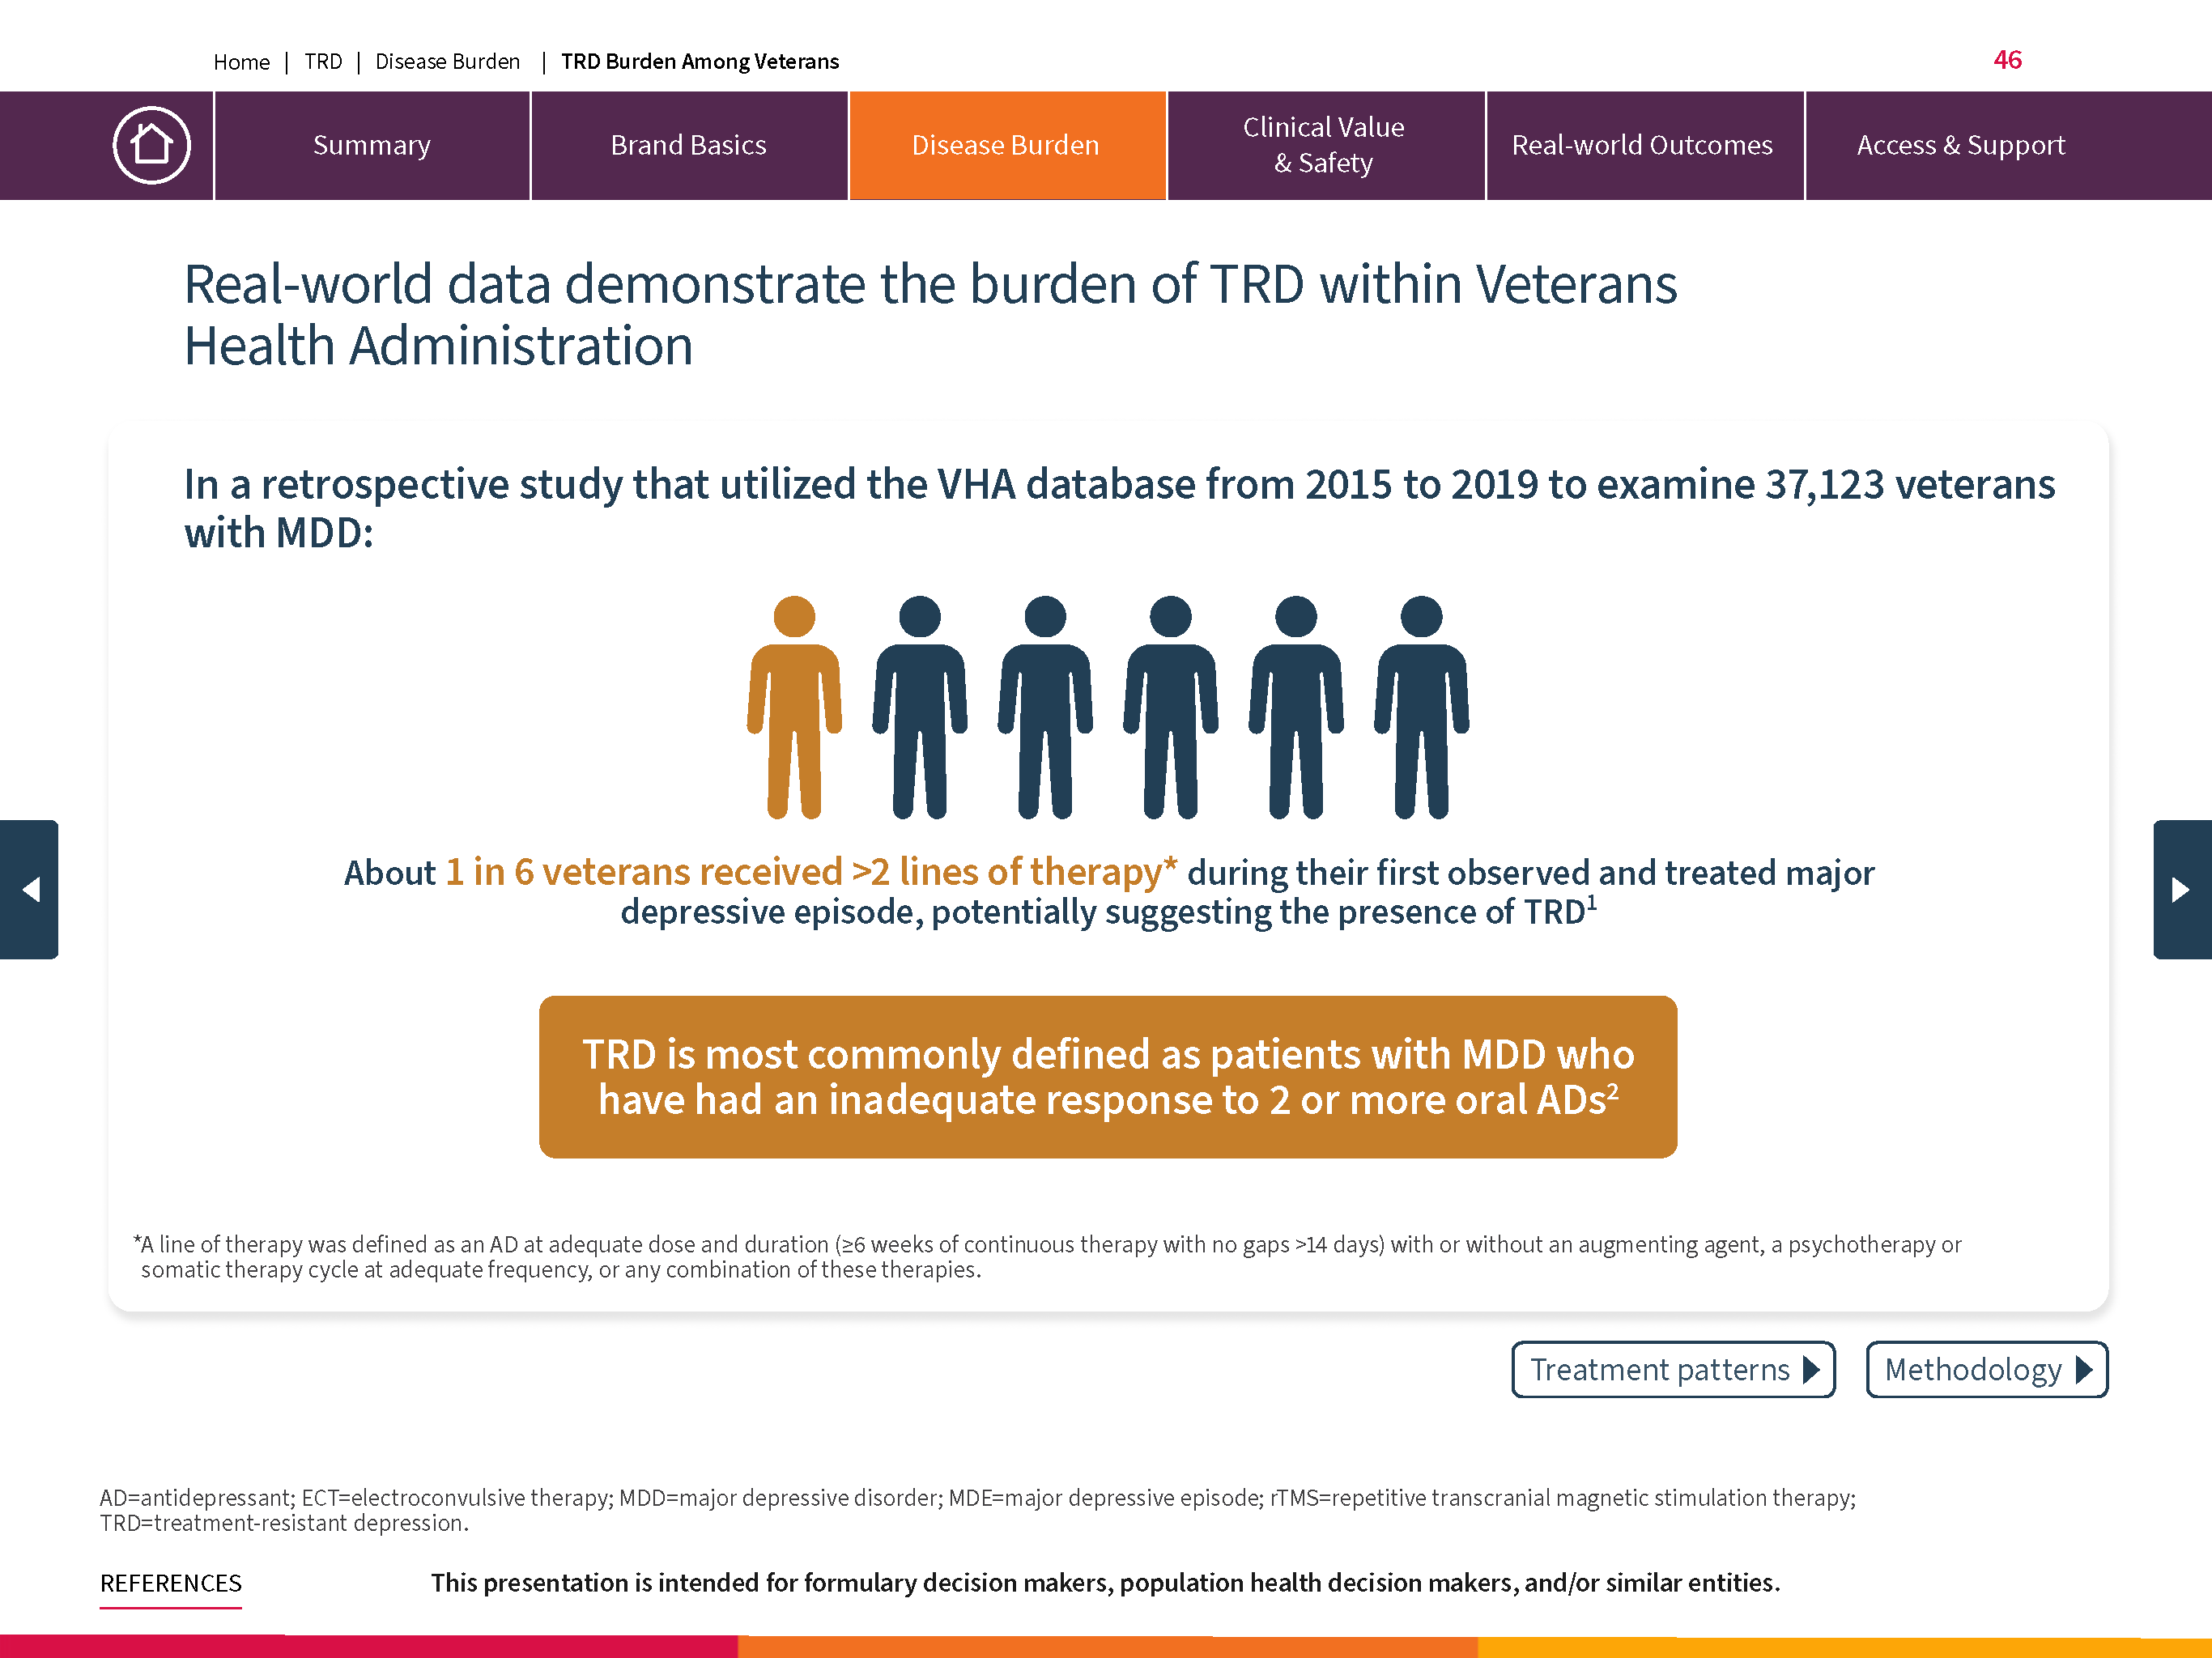 Home | TRD | Disease Burden | TRD Burden Among Veterans
46
Summary
Brand Basics
Disease Burden
Clinical Value
& Safety
Real-world Outcomes
Access & Support
Real-world data demonstrate the burden of TRD within Veterans
Health Administration
In a retrospective study that utilized the VHA database from 2015 to 2019 to examine 37,123 veterans
with MDD:
About 1 in 6 veterans received >2 lines of therapy* during their first observed and treated major
depressive episode, potentially suggesting the presence of TRD¹
TRD is most commonly defined as patients with MDD who
have had an inadequate response to 2 or more oral ADs²
*A line of therapy was defined as an AD at adequate dose and duration (≥6 weeks of continuous therapy with no gaps >14 days) with or without an augmenting agent, a psychotherapy or
somatic therapy cycle at adequate frequency, or any combination of these therapies.
Treatment patterns
Methodology
AD=antidepressant; ECT=electroconvulsive therapy; MDD=major depressive disorder; MDE=major depressive episode; rTMS=repetitive transcranial magnetic stimulation therapy;
TRD=treatment-resistant depression.
REFERENCES
This presentation is intended for formulary decision makers, population health decision makers, and/or similar entities.